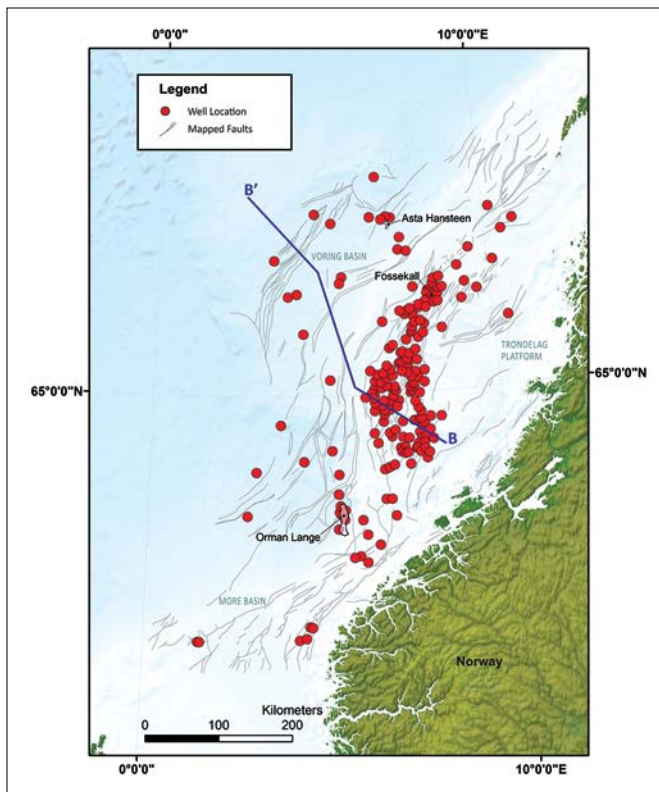 0°0'0"
10°0'0"E
Legend
Well Location
Mapped Faults
B'
Asta Hansteen
VORING BASIN
Fossekall
TRONDELAG
PLATFORM
65°0'0"N
65°0'0"N
B
Orman Lange
MORE BASIN
Norway
Kilometers
0 100 200
0°0'0"
10°0'0"E